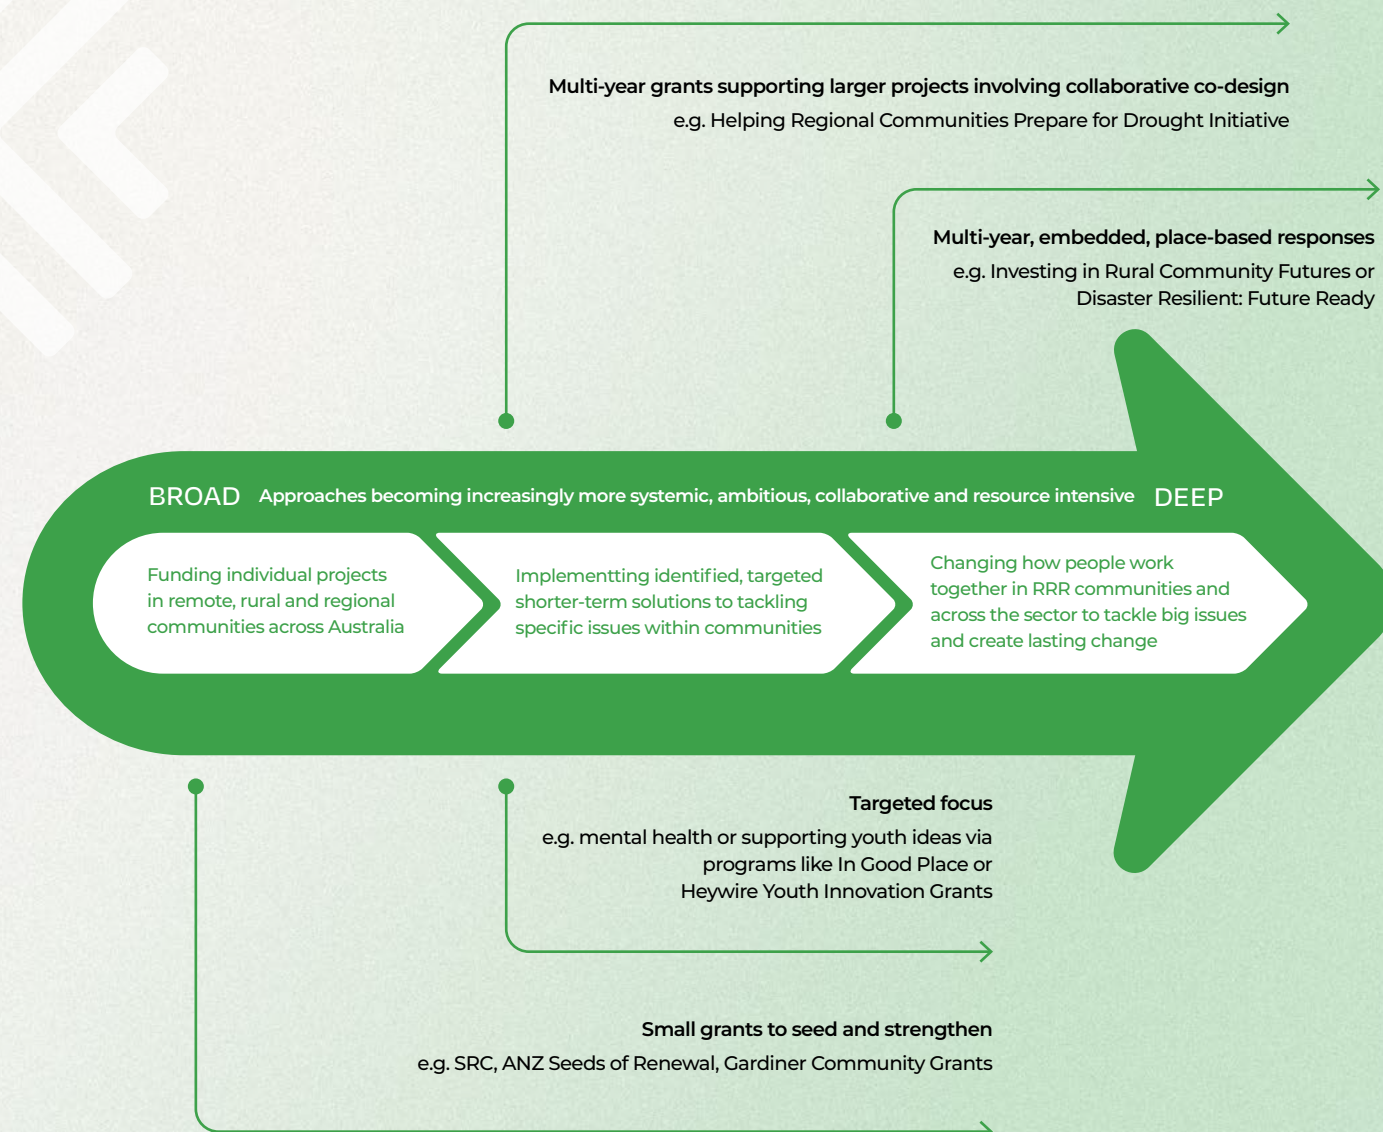 Multi-year grants supporting larger projects involving collaborative co-design
e.g. Helping Regional Communities Prepare for Drought Initiative
Multi-year, embedded, place-based responses
e.g. Investing in Rural Community Futures or
Disaster Resilient: Future Ready
BROAD Approaches becoming increasingly more systemic, ambitious, collaborative and resource intensive DEEP
Funding individual projects
in remote, rural and regional
communities across Australia
Implementting identified, targeted
shorter-term solutions to tackling
specific issues within communities
Changing how people work
together in RRR communities and
across the sector to tackle big issues
and create lasting change
Targeted focus
e.g. mental health or supporting youth ideas via
programs like In Good Place or
Heywire Youth Innovation Grants
Small grants to seed and strengthen
e.g. SRC, ANZ Seeds of Renewal, Gardiner Community Grants